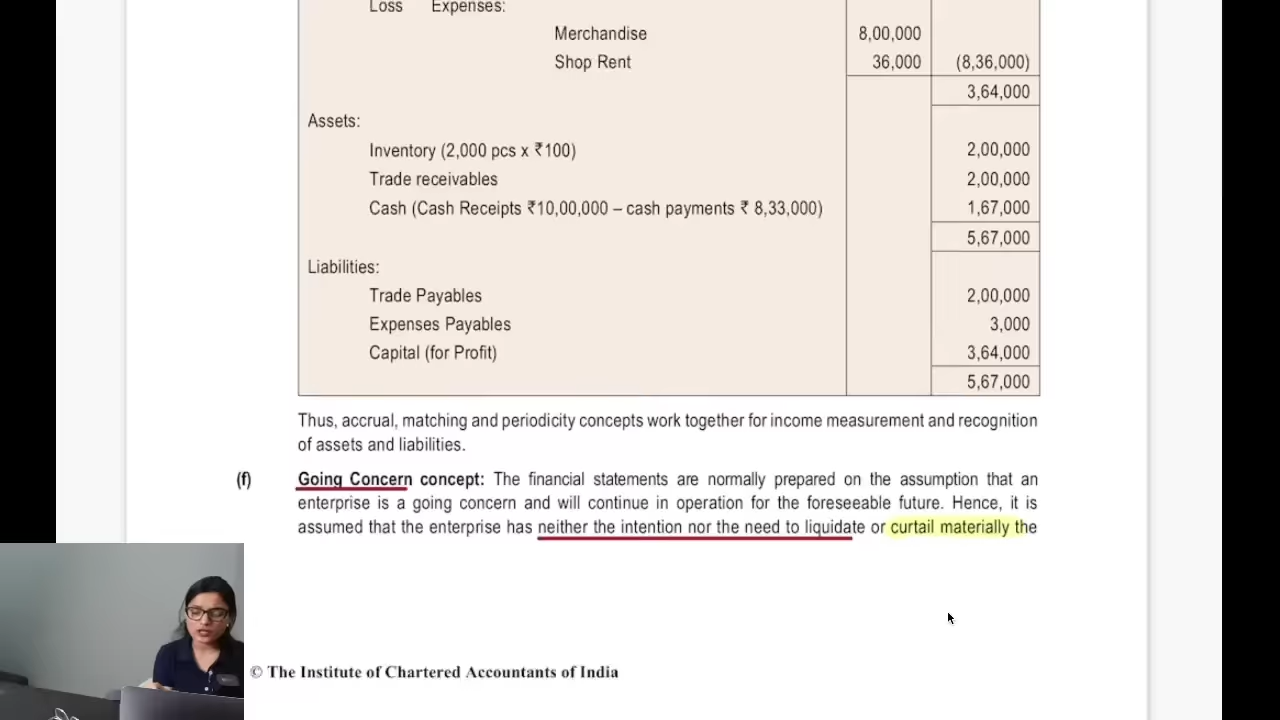 Loss Expenses:
Merchandise 8,00,000
Shop Rent 36,000 (8,36,000)
3,64,000
Assets:
Inventory (2,000 pcs x ₹100) 2,00,000
Trade receivables 2,00,000
Cash (Cash Receipts ₹10,00,000 – cash payments ₹ 8,33,000) 1,67,000
5,67,000
Liabilities:
Trade Payables 2,00,000
Expenses Payables 3,000
Capital (for Profit) 3,64,000
5,67,000
Thus, accrual, matching and periodicity concepts work together for income measurement and recognition
of assets and liabilities.
(f) Going Concern concept: The financial statements are normally prepared on the assumption that an
enterprise is a going concern and will continue in operation for the foreseeable future. Hence, it is
assumed that the enterprise has neither the intention nor the need to liquidate or curtail materially the
© The Institute of Chartered Accountants of India